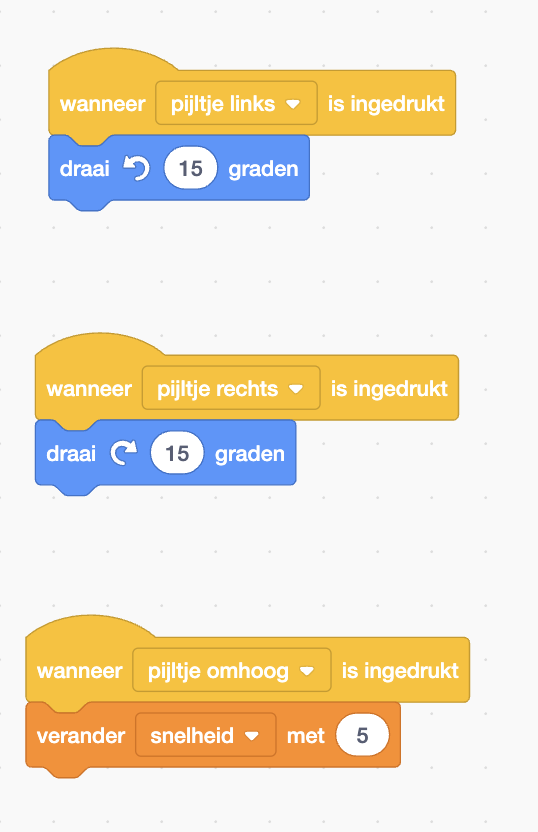 wanneer pijltje links is ingedrukt
draai 15 graden
wanneer pijltje rechts is ingedrukt
draai 15 graden
wanneer pijltje omhoog is ingedrukt
verander snelheid met 5